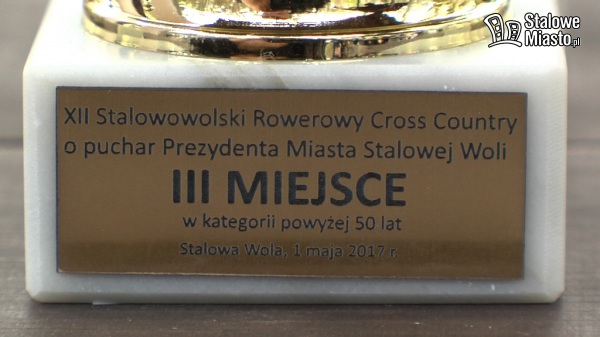 Stalowe
Miasto.pl
XII Stalowowolski Rowerowy Cross Country
o puchar Prezydenta Miasta Stalowej Woli
III MIEJSCE
w kategorii powyżej 50 lat
Stalowa Wola, 1 maja 2017 r.